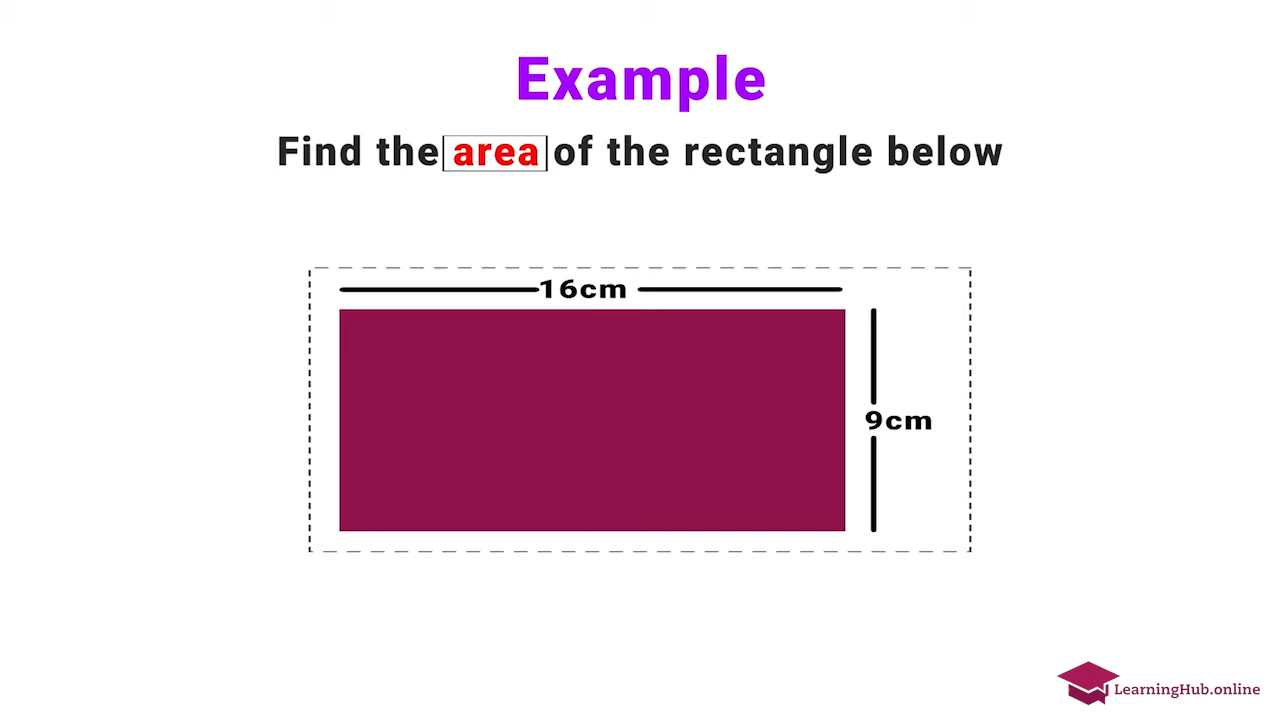 Example
Find the area of the rectangle below
16cm
9cm
LearningHub.online